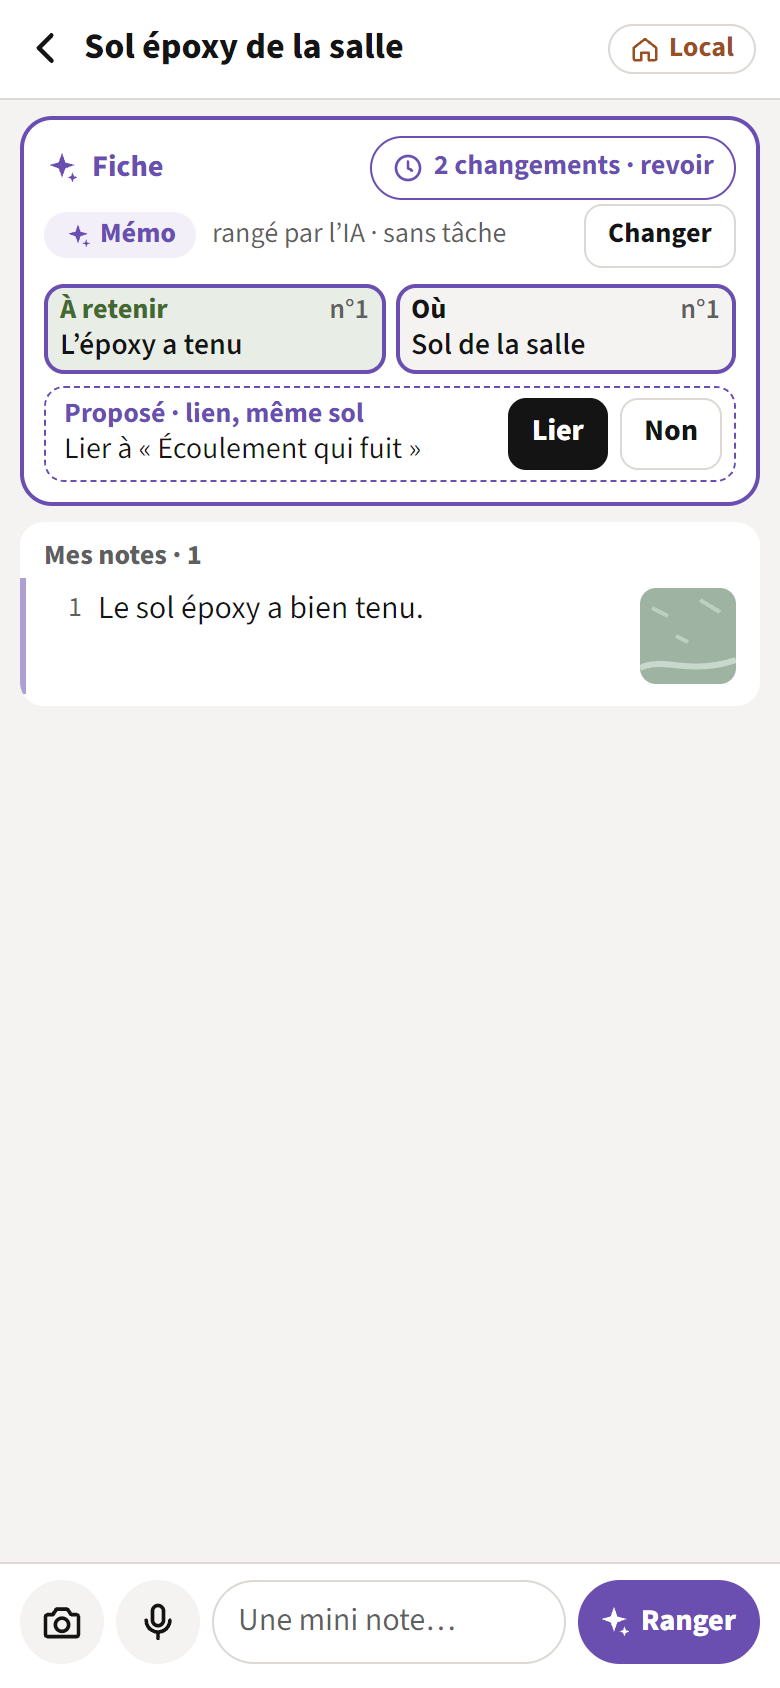 Sol époxy de la salle
Local
Fiche
2 changements · revoir
Mémo
rangé par l’IA · sans tâche
Changer
À retenir
n°1
L’époxy a tenu
Où
n°1
Sol de la salle
Proposé · lien, même sol
Lier à « Écoulement qui fuit »
Lier
Non
Mes notes · 1
1 Le sol époxy a bien tenu.
Une mini note…
Ranger